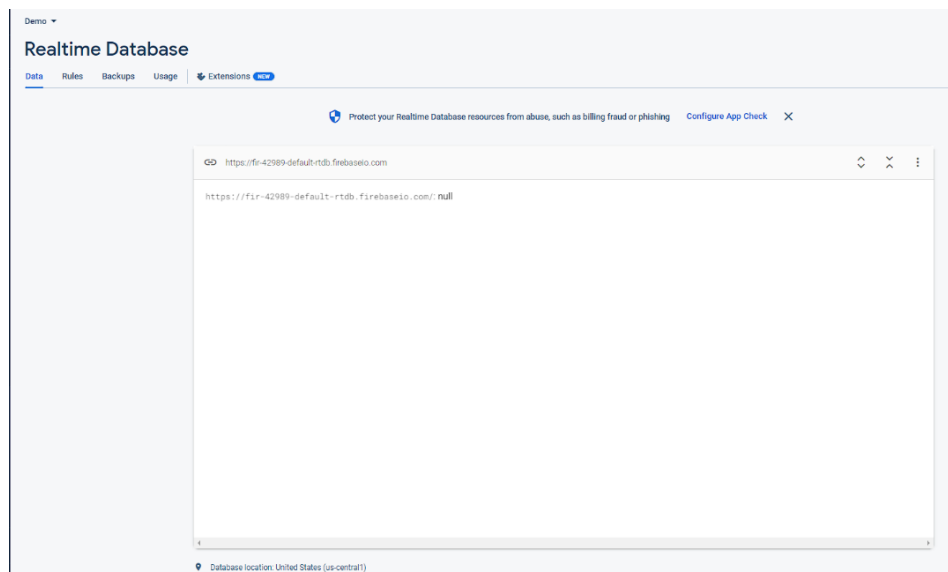 Demo
Realtime Database
Data Rules Backups Usage Extensions NEW
Protect your Realtime Database resources from abuse, such as billing fraud or phishing Configure App Check
https://fir-42989-default-rtdb.firebaseio.com
https://fir-42989-default-rtdb.firebaseio.com/: null
Database location: United States (us-central1)